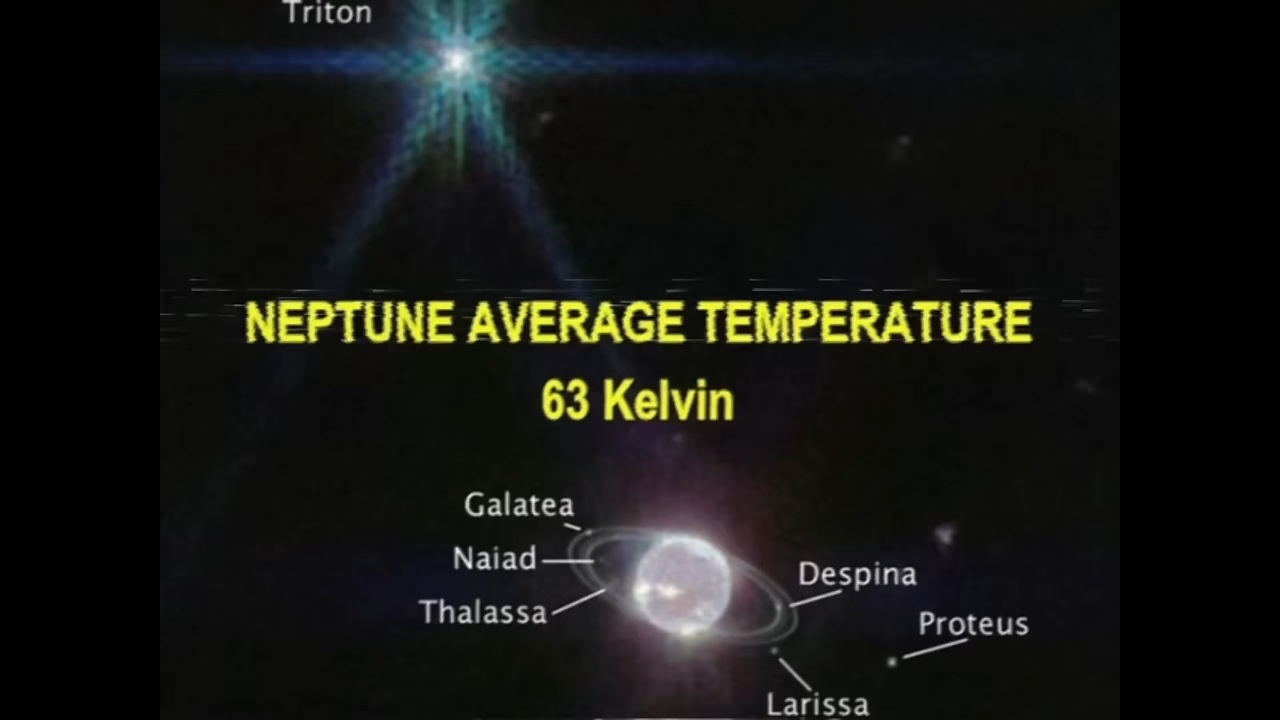 Triton
NEPTUNE AVERAGE TEMPERATURE
63 Kelvin
Galatea
Naiad
Despina
Thalassa
Proteus
Larissa